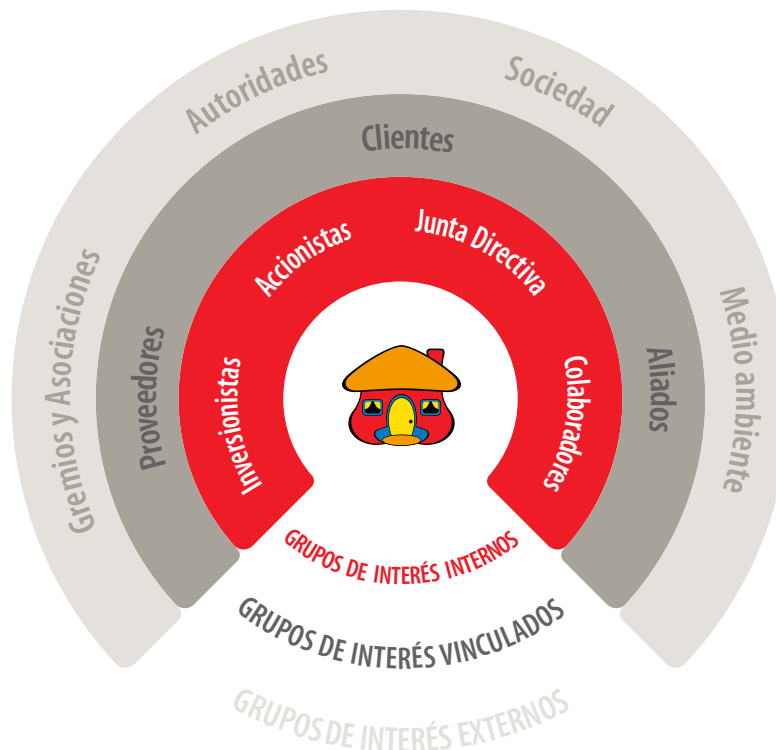 Autoridades
Sociedad
Gremios y Asociaciones
Medio ambiente
Clientes
Proveedores
Aliados
Accionistas
Junta Directiva
Inversionistas
Colaboradores
GRUPOS DE INTERÉS INTERNOS
GRUPOS DE INTERÉS VINCULADOS
GRUPOS DE INTERÉS EXTERNOS